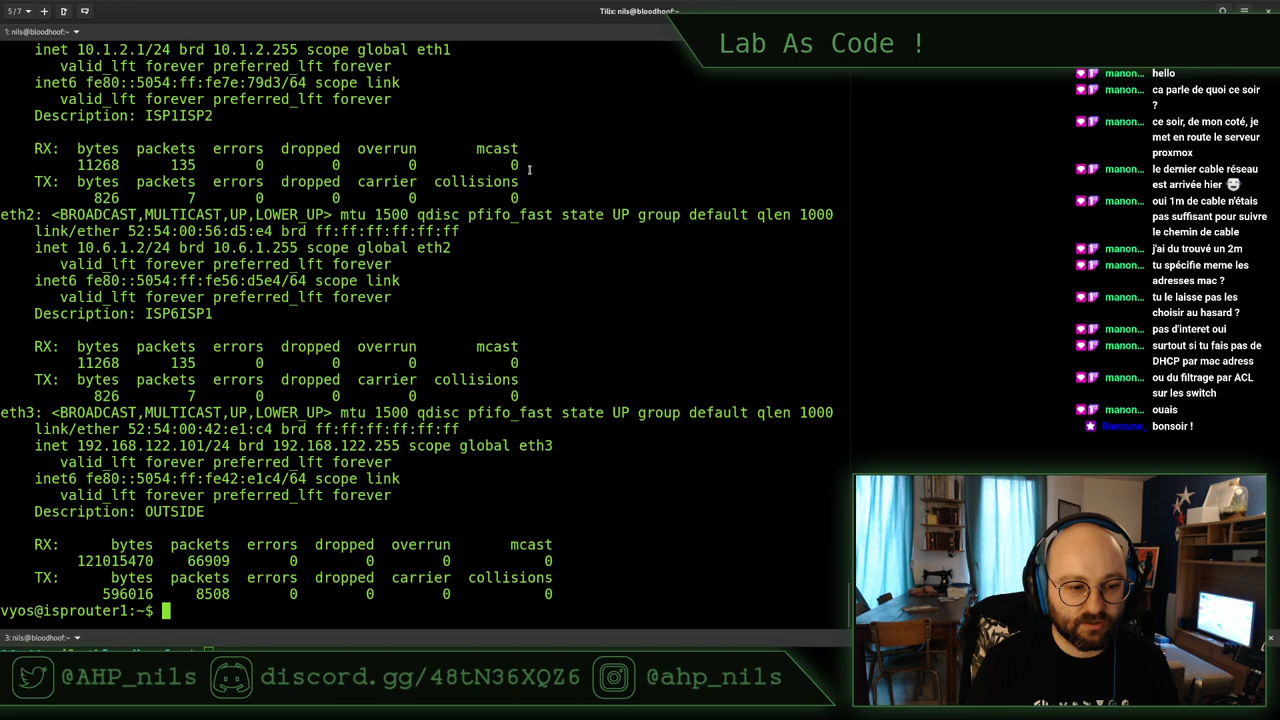 5/7
Tilix: nils@bloodhoof:~
1: nils@bloodhoof:~
Lab As Code !
inet 10.1.2.1/24 brd 10.1.2.255 scope global eth1
valid_lft forever preferred_lft forever
inet6 fe80::5054:ff:fe7e:79d3/64 scope link
valid_lft forever preferred_lft forever
Description: ISP1ISP2
RX: bytes packets errors dropped overrun mcast
11268 135 0 0 0 0
TX: bytes packets errors dropped carrier collisions
826 7 0 0 0 0
eth2: <BROADCAST,MULTICAST,UP,LOWER_UP> mtu 1500 qdisc pfifo_fast state UP group default qlen 1000
link/ether 52:54:00:56:d5:e4 brd ff:ff:ff:ff:ff:ff
inet 10.6.1.2/24 brd 10.6.1.255 scope global eth2
valid_lft forever preferred_lft forever
inet6 fe80::5054:ff:fe56:d5e4/64 scope link
valid_lft forever preferred_lft forever
Description: ISP6ISP1
RX: bytes packets errors dropped overrun mcast
11268 135 0 0 0 0
TX: bytes packets errors dropped carrier collisions
826 7 0 0 0 0
eth3: <BROADCAST,MULTICAST,UP,LOWER_UP> mtu 1500 qdisc pfifo_fast state UP group default qlen 1000
link/ether 52:54:00:42:e1:c4 brd ff:ff:ff:ff:ff:ff
inet 192.168.122.101/24 brd 192.168.122.255 scope global eth3
valid_lft forever preferred_lft forever
inet6 fe80::5054:ff:fe42:e1c4/64 scope link
valid_lft forever preferred_lft forever
Description: OUTSIDE
RX: bytes packets errors dropped overrun mcast
121015470 66909 0 0 0 0
TX: bytes packets errors dropped carrier collisions
596016 8508 0 0 0 0
vyos@isprouter1:~$
3: nils@bloodhoof:~
manon... hello
manon... ca parle de quoi ce soir
?
manon... ce soir, de mon coté, je
met en route le serveur
proxmox
manon... le dernier cable réseau
est arrivée hier
manon... oui 1m de cable n'étais
pas suffisant pour suivre
le chemin de cable
manon... j'ai du trouvé un 2m
manon... tu spécifie meme les
adresses mac ?
manon... tu le laisse pas les
choisir au hasard ?
manon... pas d'interet oui
manon... surtout si tu fais pas de
DHCP par mac adress
manon... ou du filtrage par ACL
sur les switch
manon... ouais
bonsoir !
@AHP_nils
discord.gg/48tN36XQZ6
@ahp_nils